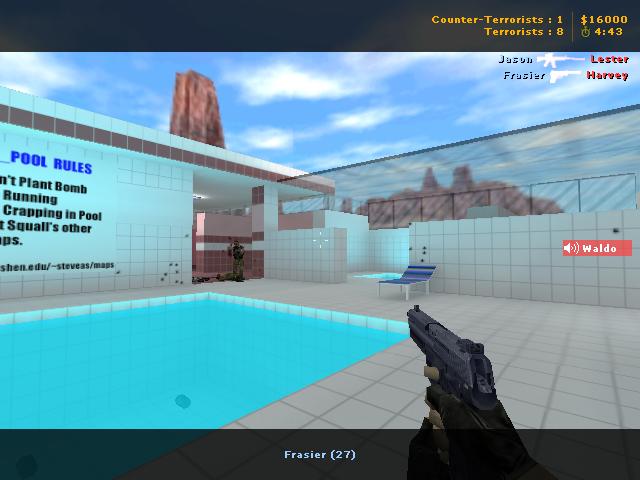 Counter-Terrorists : 1
$16000
Terrorists : 8
4:43
Jason Lester
Frasier Harvey
POOL RULES
n't Plant Bomb
Running
Crapping in Pool
t Squall's other
aps.
shen.edu/~steveas/maps
Waldo
Frasier (27)